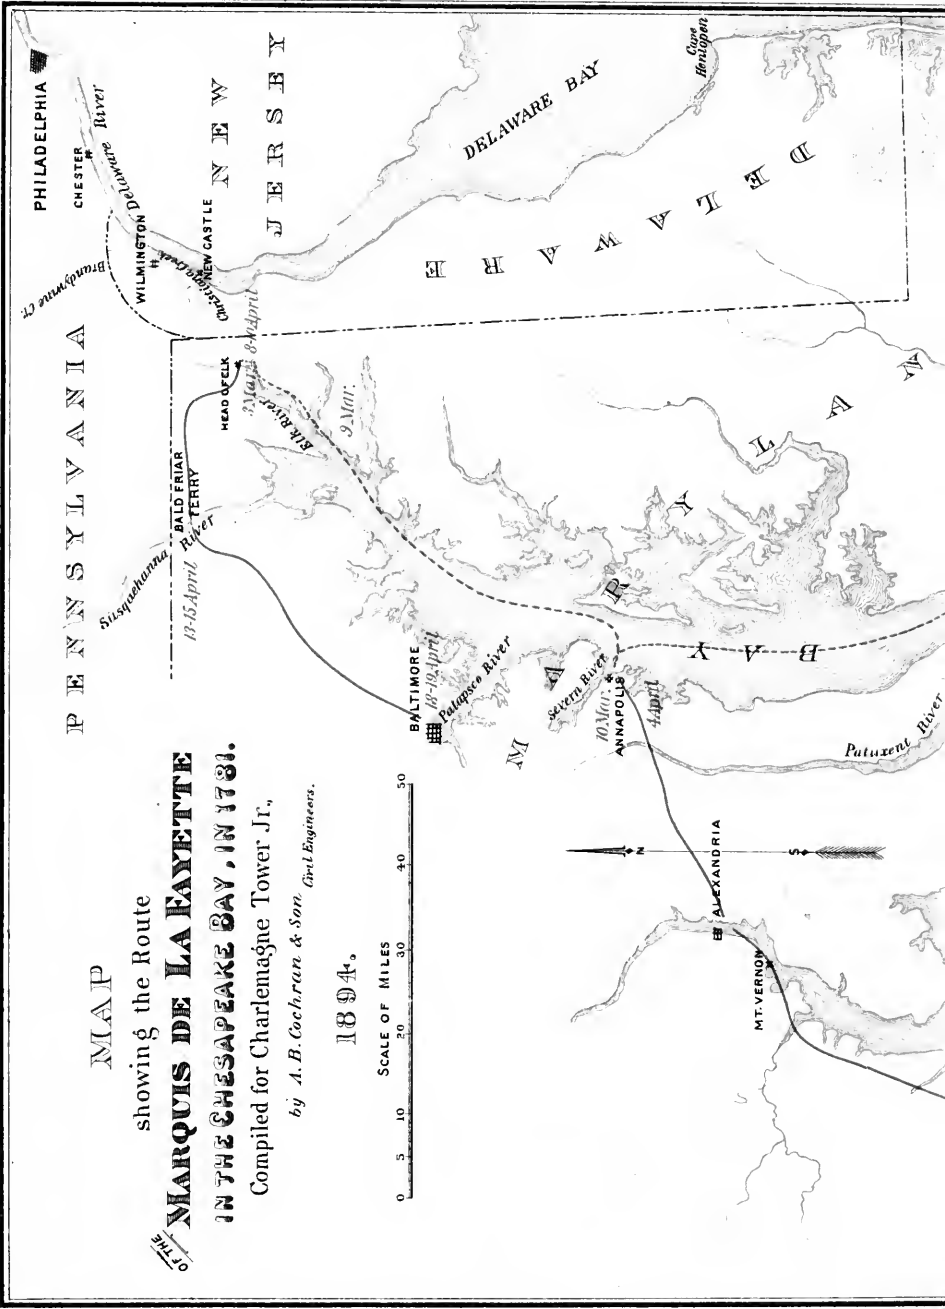 MAP
showing the Route
OF THE
MARQUIS DE LA FAYETTE
IN THE CHESAPEAKE BAY, IN 1781.
Compiled for Charlemagne Tower Jr.,
by A. B. Cochran & Son Civil Engineers.
1894.
SCALE OF MILES
0 5 10 20 30 40 50
PENNSYLVANIA
PHILADELPHIA
CHESTER
Delaware River
Brandywine Cr.
WILMINGTON
Christiana Creek
NEW CASTLE
NEW
JERSEY
DELAWARE BAY
Cape
Henlopen
DELAWARE
HEAD OF ELK
3 Mar: 8-10 April
Elk River
9 Mar:
BALD FRIAR
FERRY
Susquehanna River
13-15 April
BALTIMORE
18-19 April
Patapsco River
Severn River
10 Mar:
ANNAPOLIS
4 April
MARYLAN
BAY
Patuxent River
N
S
ALEXANDRIA
MT. VERNON